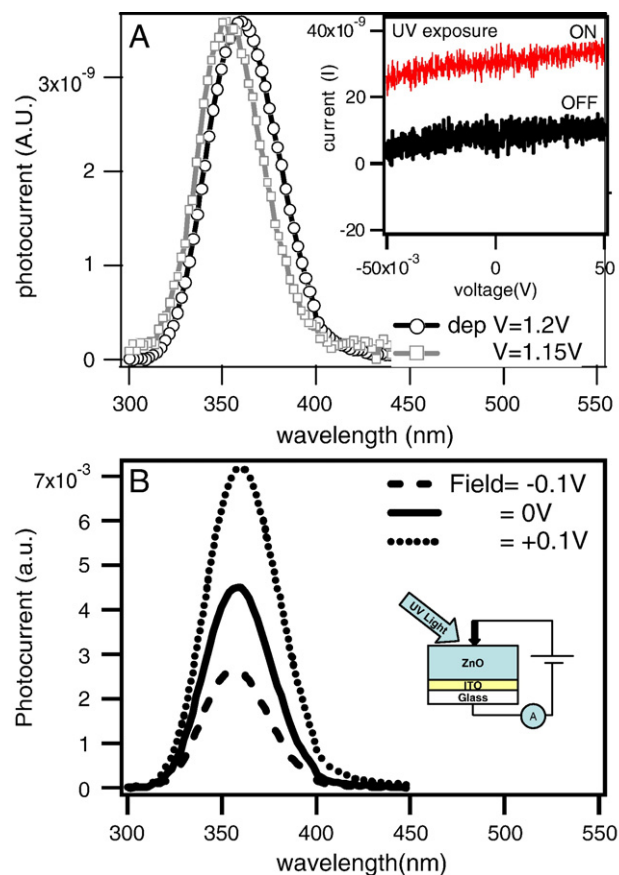 A
photocurrent (A.U.)
3x10⁻⁹
2
1
0
300 350 400 450 500 550
wavelength (nm)
40x10⁻⁹
20
0
-20
current (I)
UV exposure
ON
OFF
-50x10⁻³ 0 50
voltage(V)
dep V=1.2V
V=1.15V
B
Photocurrent (a.u.)
7x10⁻³
6
5
4
3
2
1
0
300 350 400 450 500 550
wavelength(nm)
Field= -0.1V
= 0V
= +0.1V
UV Light
ZnO
ITO
Glass
A